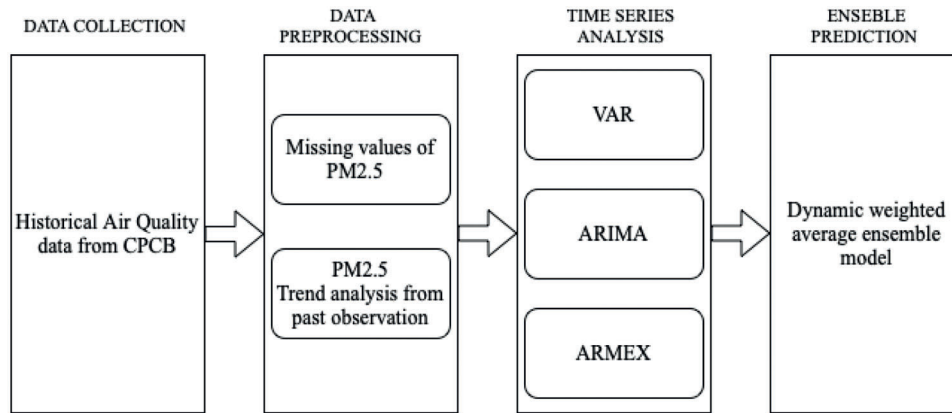 DATA COLLECTION
DATA
PREPROCESSING
TIME SERIES
ANALYSIS
ENSEBLE
PREDICTION
Historical Air Quality
data from CPCB
Missing values of
PM2.5
PM2.5
Trend analysis from
past observation
VAR
ARIMA
ARMEX
Dynamic weighted
average ensemble
model